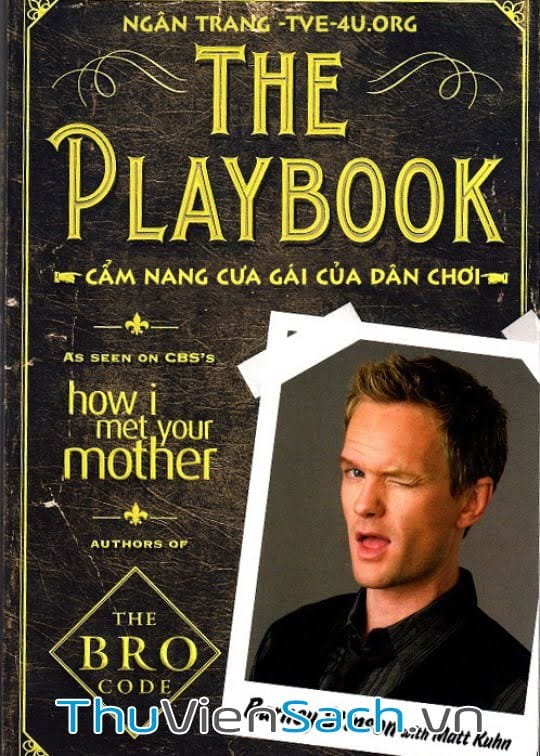 NGÂN TRANG -TVE-4U.ORG
THE
PLAYBOOK
CẨM NANG CƯA GÁI CỦA DÂN CHƠI
AS SEEN ON CBS's
how i
met your
mother
AUTHORS OF
THE
BRO
CODE
with Matt Kuhn
ThuVienSach.vn